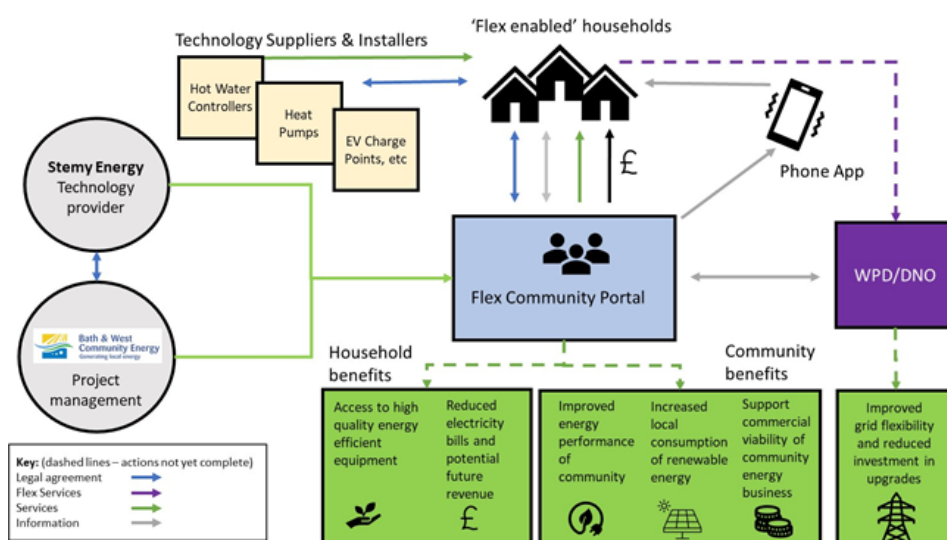 Technology Suppliers & Installers
'Flex enabled' households
Hot Water
Controllers
Heat
Pumps
EV Charge
Points, etc
£
Phone App
Stemy Energy
Technology
provider
Flex Community Portal
WPD/DNO
Bath & West
Community Energy
Generating local energy
Project
management
Household
benefits
Community
benefits
Access to high
quality energy
efficient
equipment
Reduced
electricity
bills and
potential
future
revenue
£
Improved
energy
performance
of
community
Increased
local
consumption
of renewable
energy
Support
commercial
viability of
community
energy
business
Improved
grid flexibility
and reduced
investment in
upgrades
Key: (dashed lines – actions not yet complete)
Legal agreement
Flex Services
Services
Information